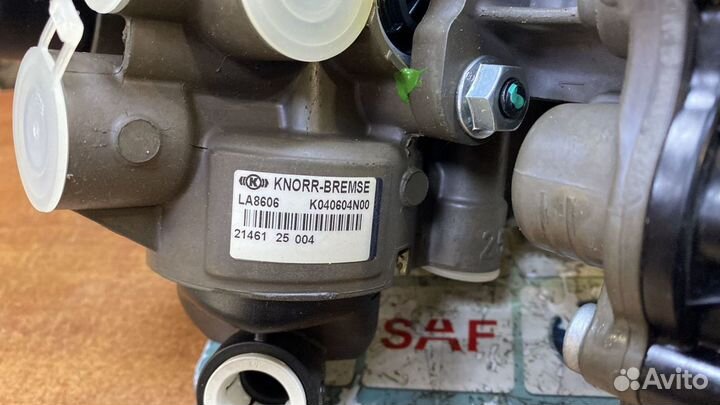 KNORR-BREMSE
LA8606 K040604N00
21461 25 004
SAF
Avito